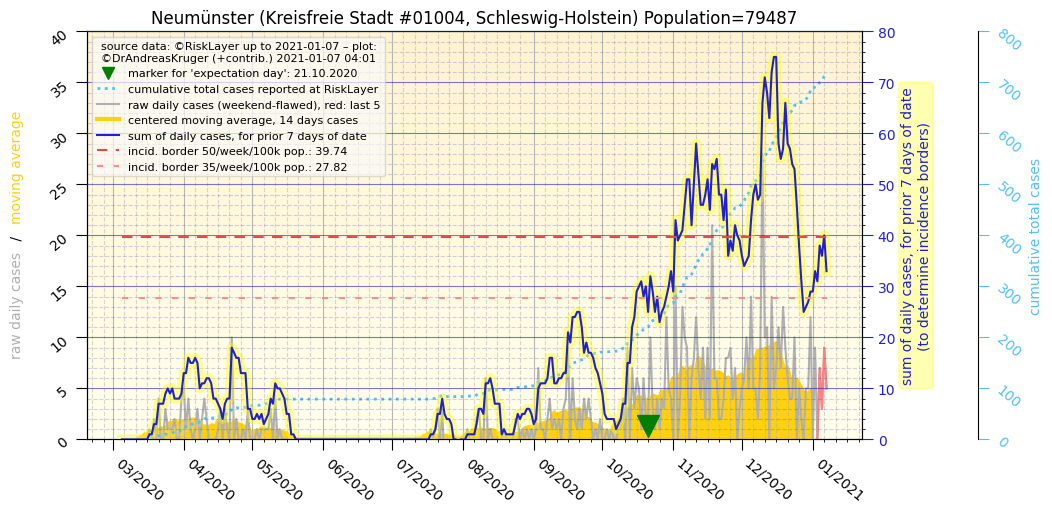 Neumünster (Kreisfreie Stadt #01004, Schleswig-Holstein) Population=79487
source data: ©RiskLayer up to 2021-01-07 – plot:
©DrAndreasKruger (+contrib.) 2021-01-07 04:01
marker for 'expectation day': 21.10.2020
cumulative total cases reported at RiskLayer
raw daily cases (weekend-flawed), red: last 5
centered moving average, 14 days cases
sum of daily cases, for prior 7 days of date
incid. border 50/week/100k pop.: 39.74
incid. border 35/week/100k pop.: 27.82
raw daily cases / moving average
40
35
30
25
20
15
10
5
0
03/2020
04/2020
05/2020
06/2020
07/2020
08/2020
09/2020
10/2020
11/2020
12/2020
01/2021
80
70
60
50
40
30
20
10
0
sum of daily cases, for prior 7 days of date
(to determine incidence borders)
800
700
600
500
400
300
200
100
0
cumulative total cases